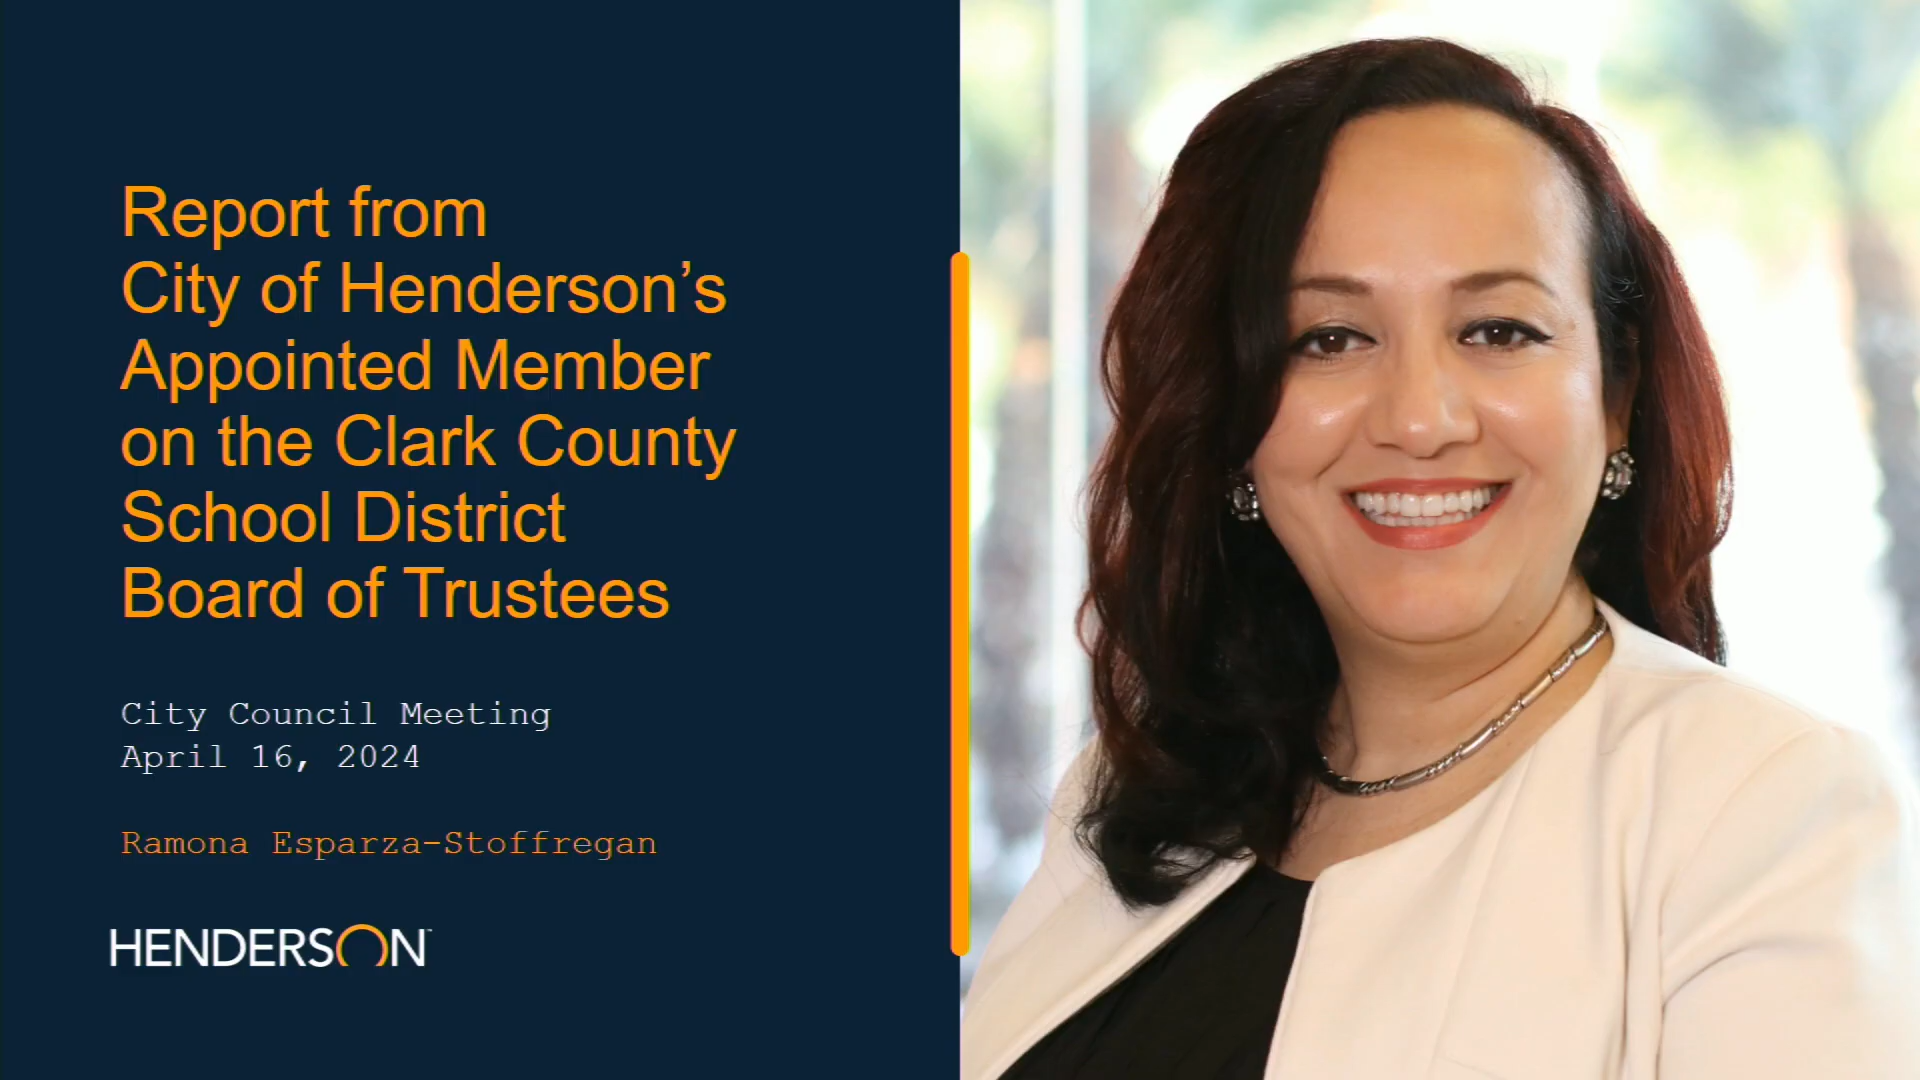 Report from
City of Henderson’s
Appointed Member
on the Clark County
School District
Board of Trustees
City Council Meeting
April 16, 2024
Ramona Esparza-Stoffregan
HENDERSON